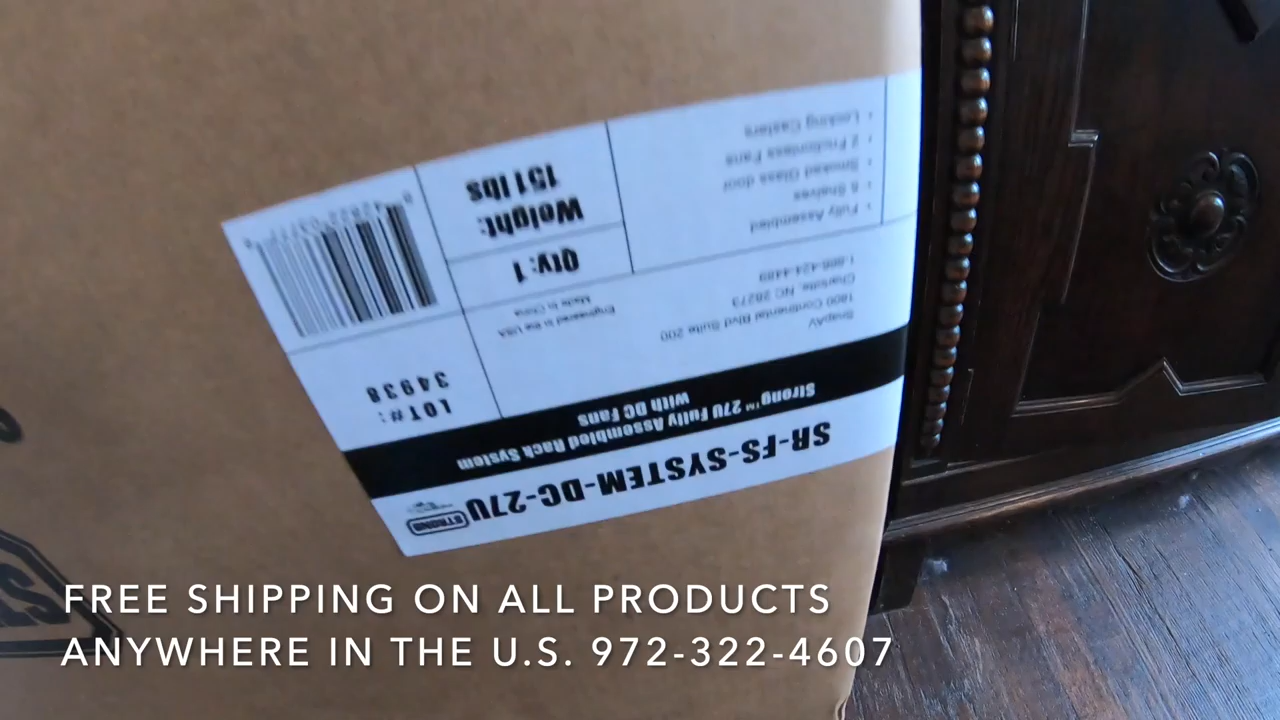 SR-FS-SYSTEM-DC-27U
STRONG
Strong™ 27U Fully Assembled Rack System
with DC Fans
LOT#:
34938
SnapAV
1800 Continental Blvd Suite 200
Charlotte, NC 28273
1-866-424-4489
Engineered in the USA
Made in China
Qty: 1
Weight:
151 lbs
• Fully Assembled
• 6 Shelves
• Smoked Glass door
• 2 Frictionless Fans
• Locking Casters
FREE SHIPPING ON ALL PRODUCTS
ANYWHERE IN THE U.S. 972-322-4607